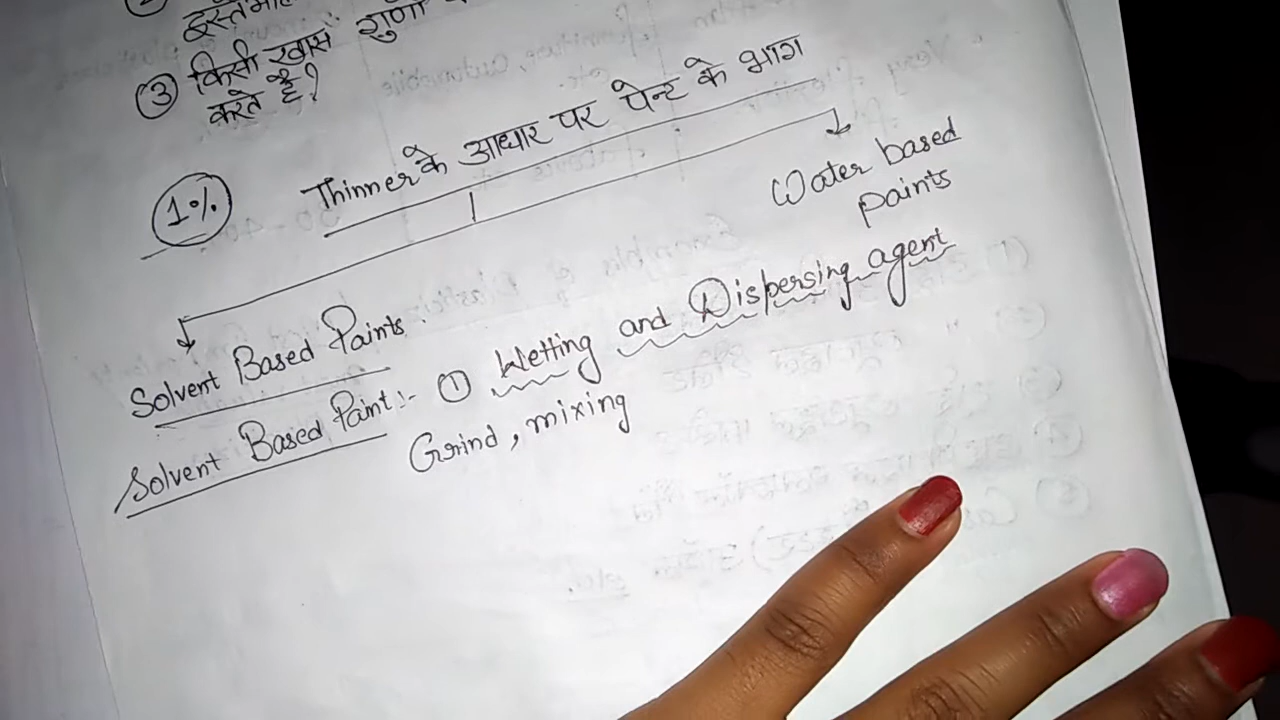 ②
इस्तेमाल
③ किसी खास गुणों
करते है?
1%
Thinner के आधार पर पेन्ट के भाग
Water based
paints
Solvent Based Paints.
Solvent Based Paint:- ① Wetting and Dispersing agent
Grind, mixing